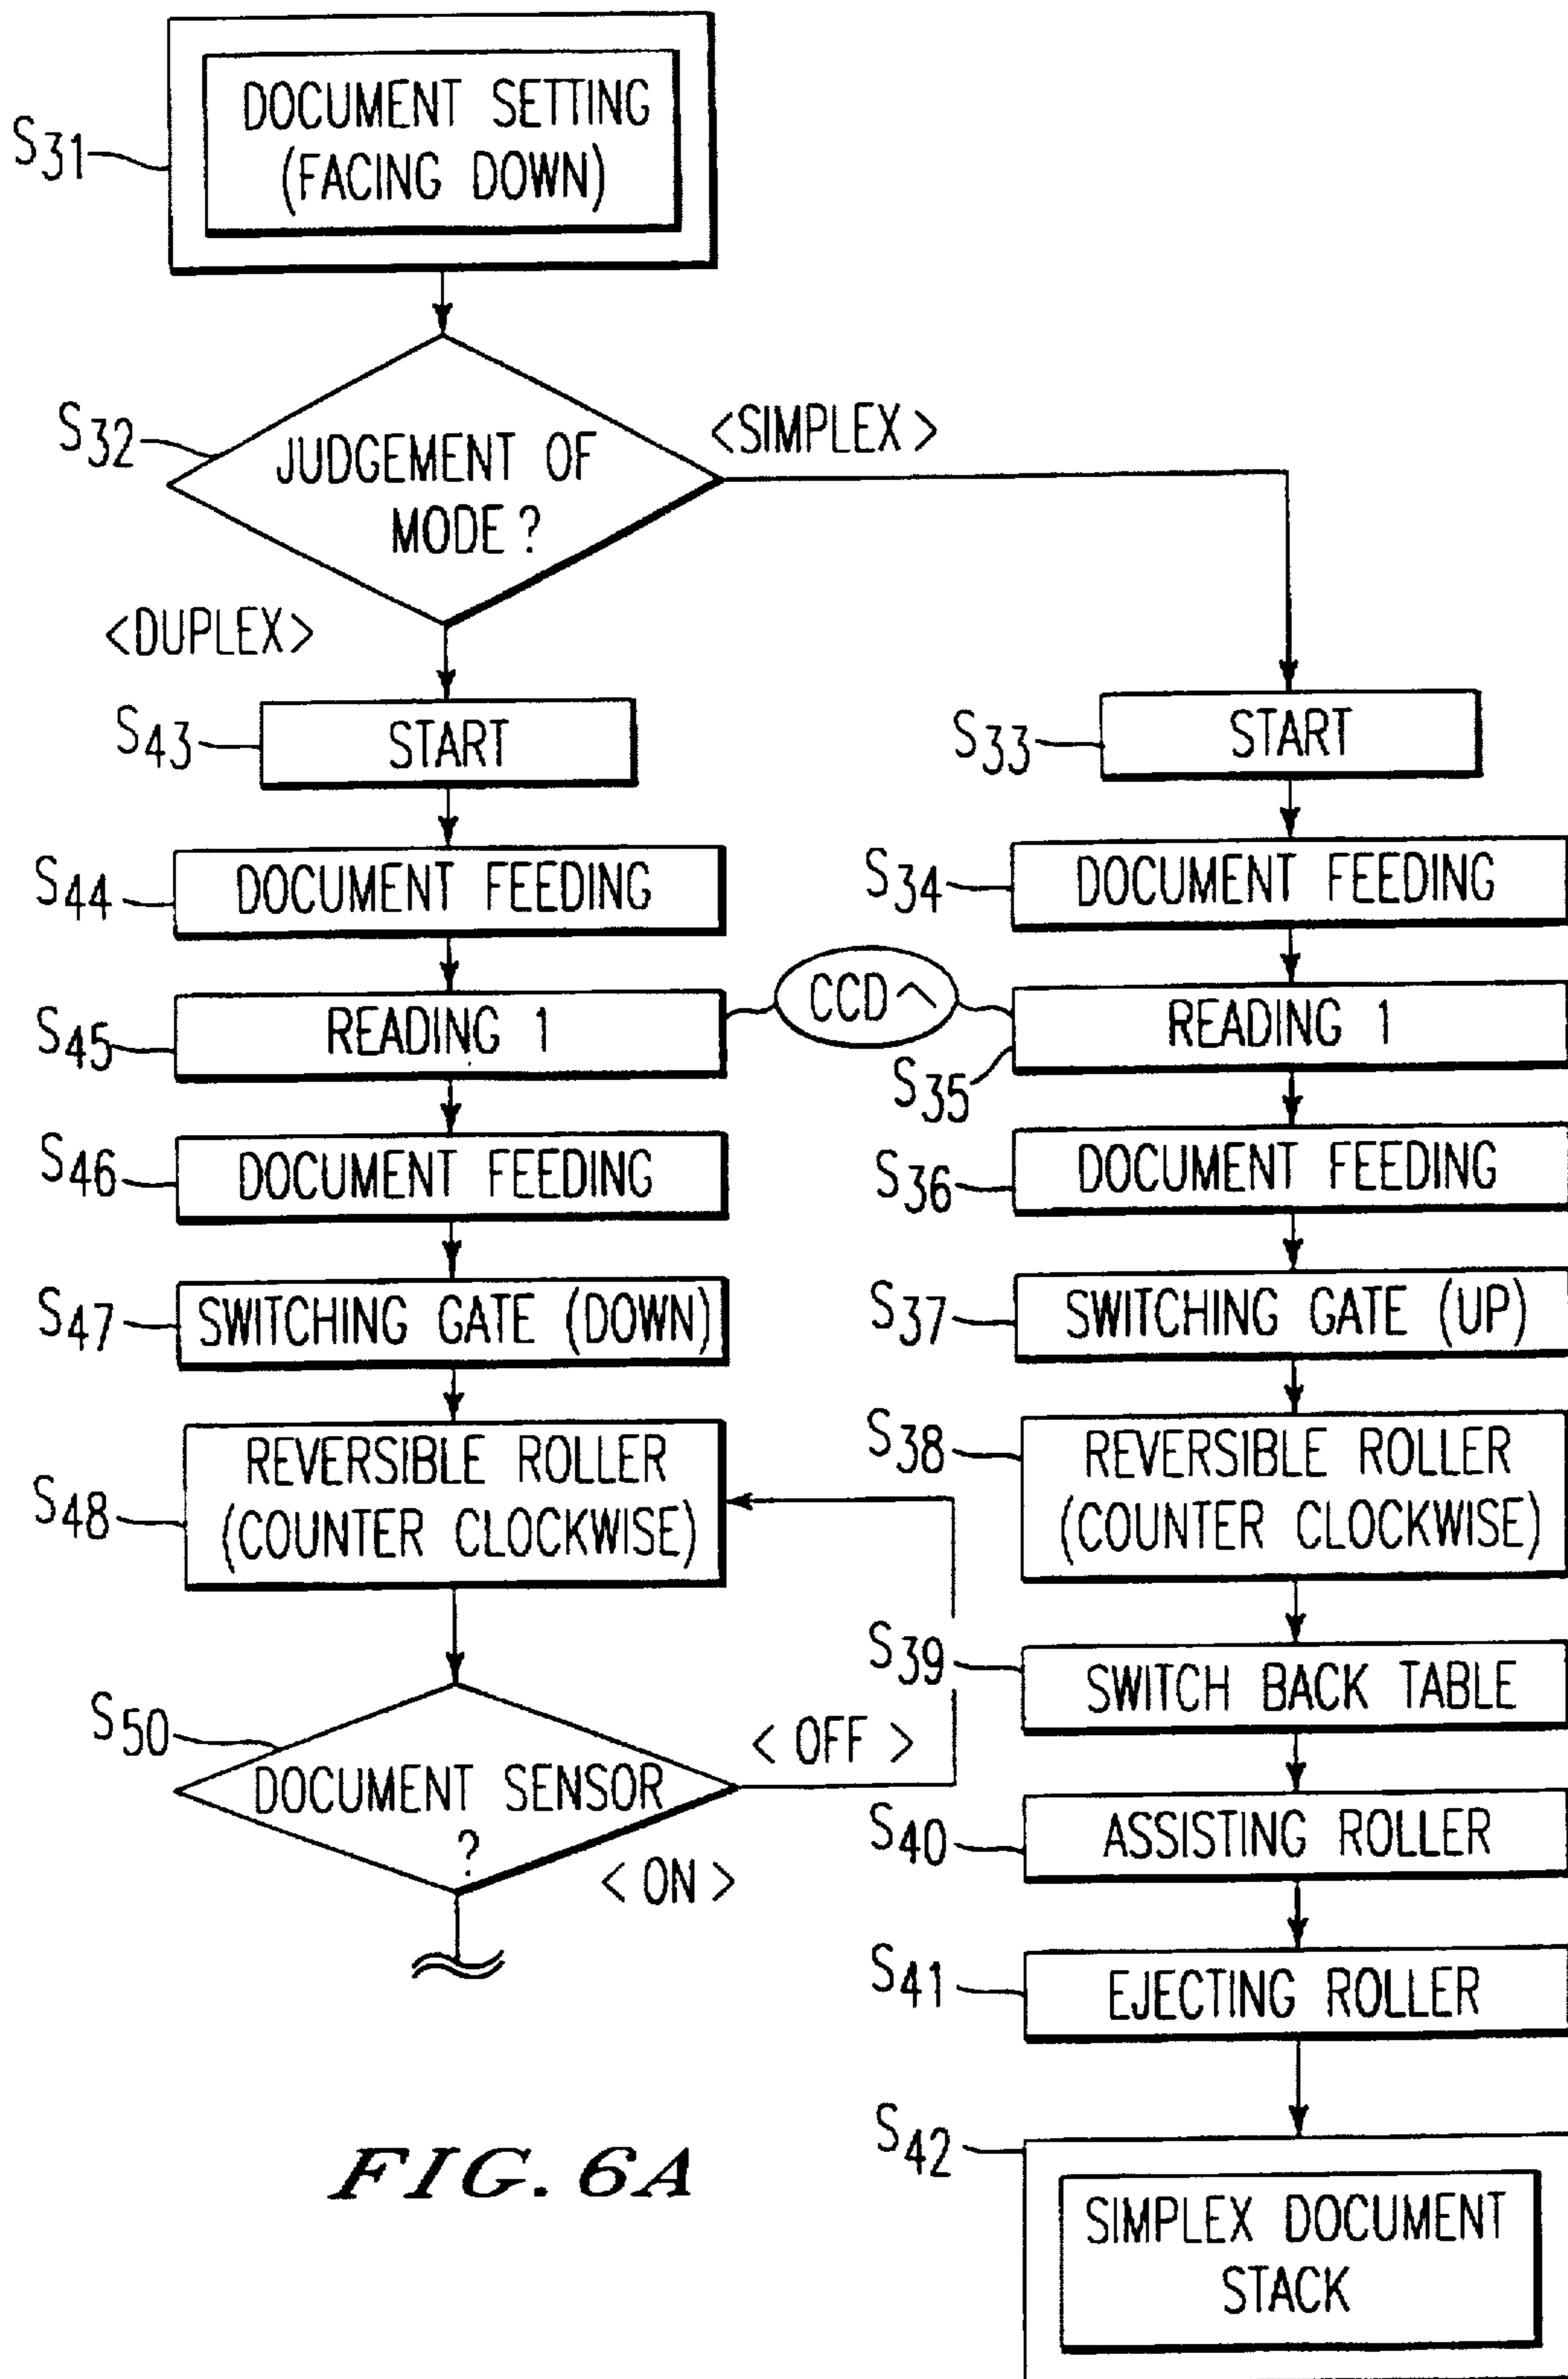 S31
DOCUMENT SETTING
(FACING DOWN)
S32
JUDGEMENT OF
MODE ?
<SIMPLEX>
<DUPLEX>
S43
START
S44
DOCUMENT FEEDING
S45
READING 1
CCD ^
S46
DOCUMENT FEEDING
S47
SWITCHING GATE (DOWN)
S48
REVERSIBLE ROLLER
(COUNTER CLOCKWISE)
S50
DOCUMENT SENSOR
?
< OFF >
< ON >
S33
START
S34
DOCUMENT FEEDING
S35
READING 1
S36
DOCUMENT FEEDING
S37
SWITCHING GATE (UP)
S38
REVERSIBLE ROLLER
(COUNTER CLOCKWISE)
S39
SWITCH BACK TABLE
S40
ASSISTING ROLLER
S41
EJECTING ROLLER
S42
SIMPLEX DOCUMENT
STACK
FIG. 6A